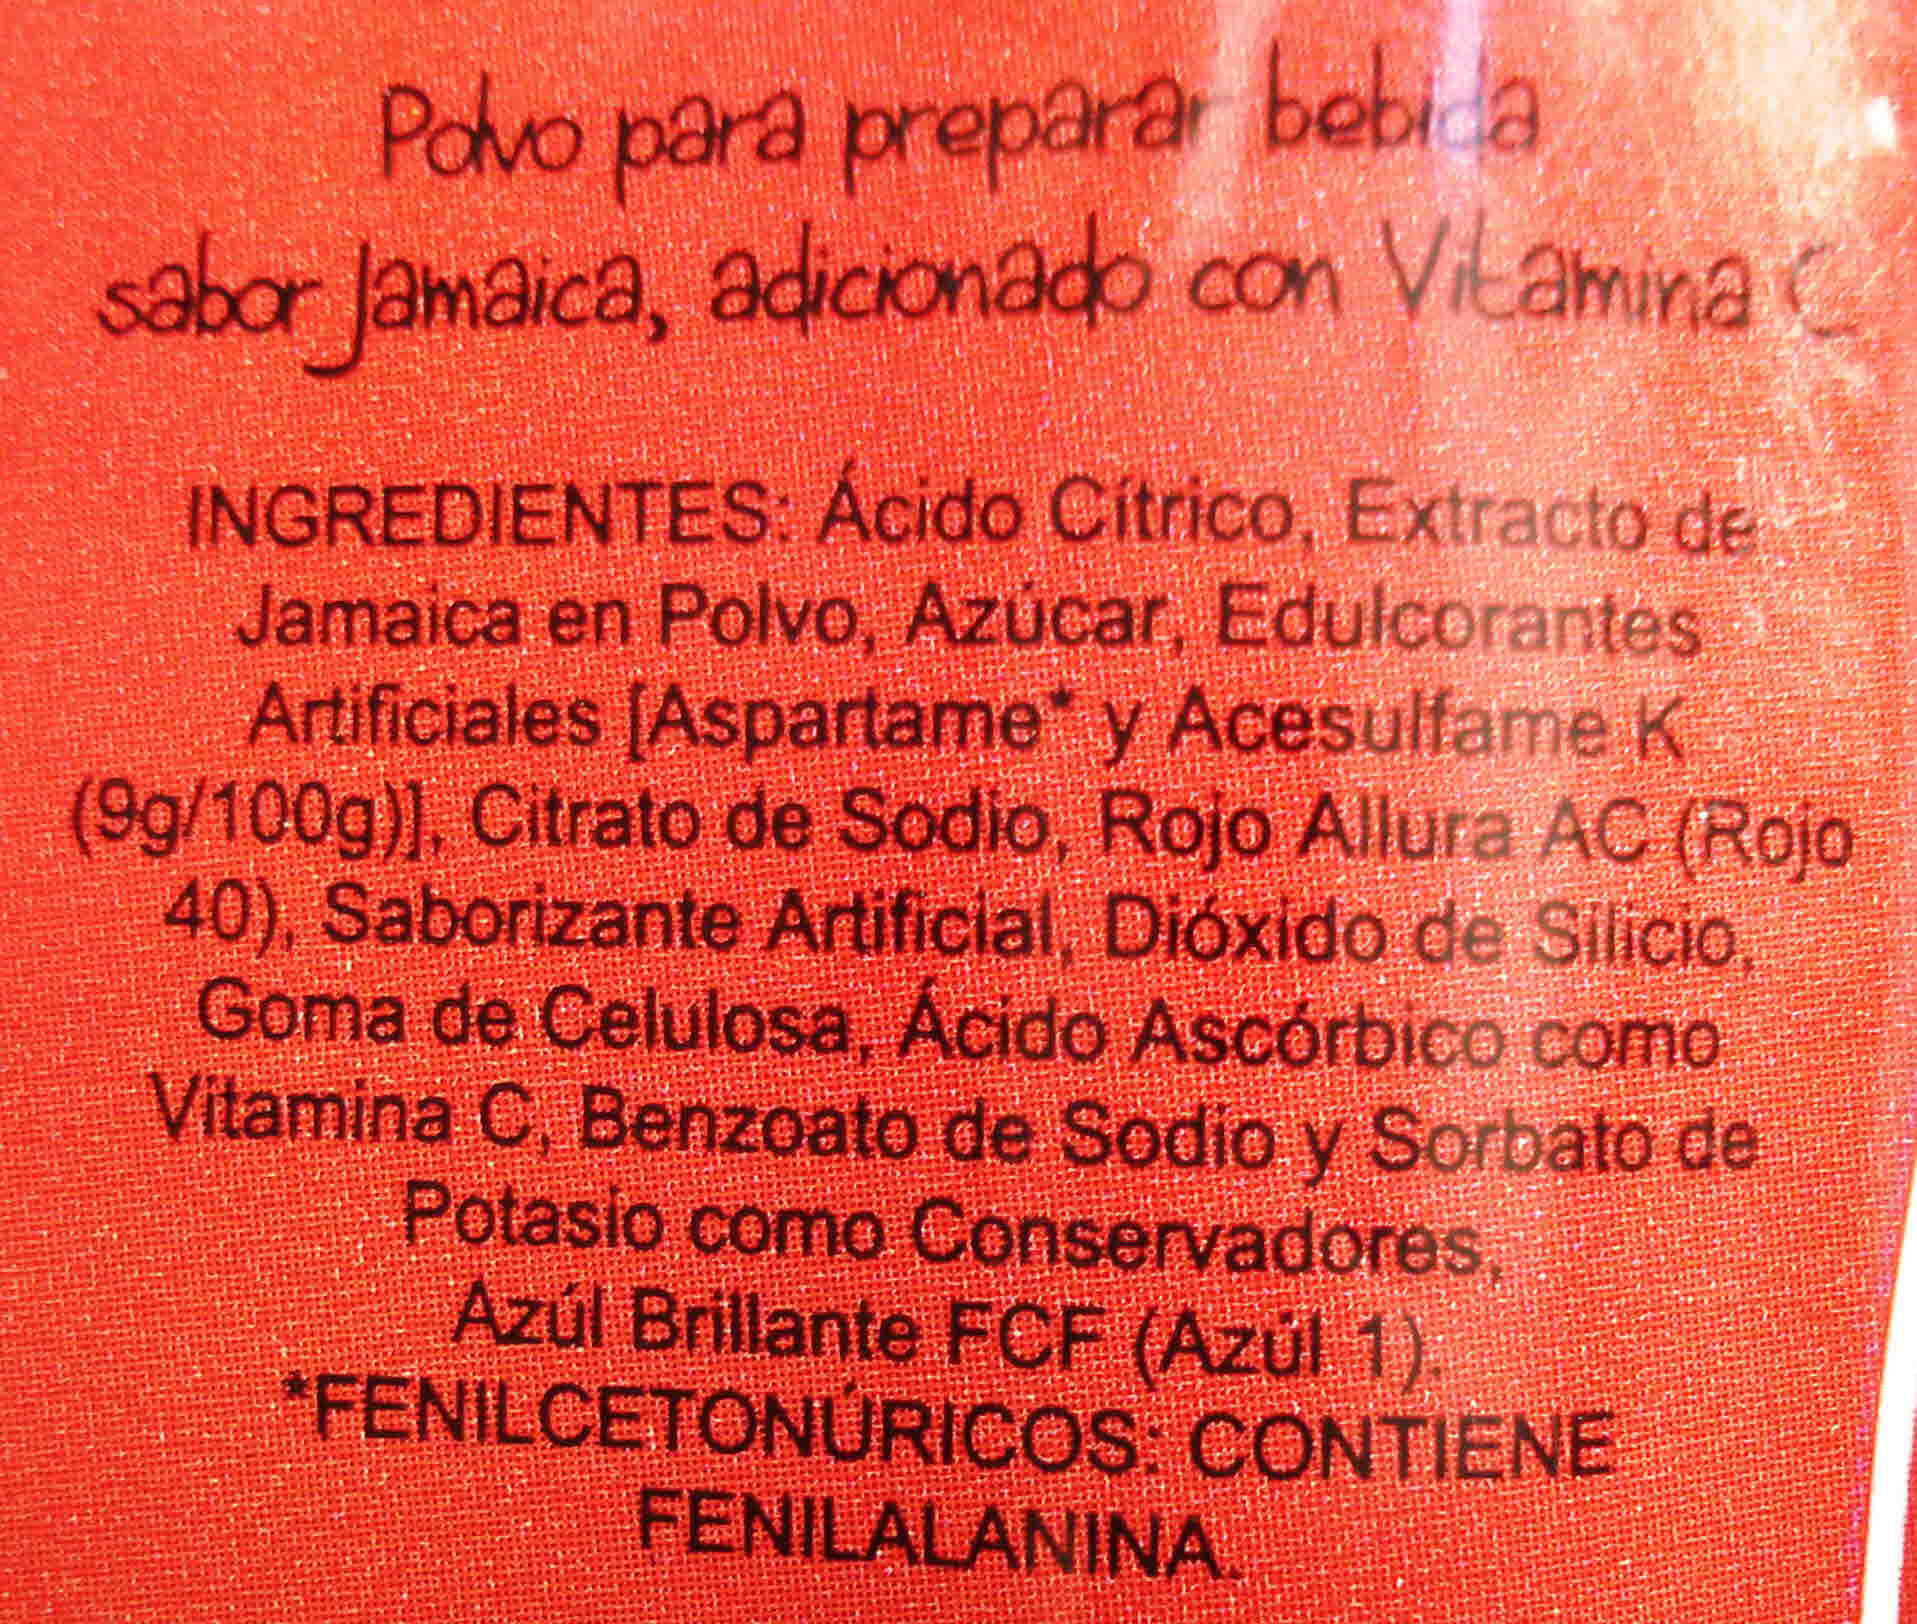 Polvo para preparar bebida
sabor Jamaica, adicionado con Vitamina C
INGREDIENTES: Ácido Cítrico, Extracto de
Jamaica en Polvo, Azúcar, Edulcorantes
Artificiales [Aspartame* y Acesulfame K
(9g/100g)], Citrato de Sodio, Rojo Allura AC (Rojo
40), Saborizante Artificial, Dióxido de Silicio,
Goma de Celulosa, Ácido Ascórbico como
Vitamina C, Benzoato de Sodio y Sorbato de
Potasio como Conservadores,
Azúl Brillante FCF (Azúl 1).
*FENILCETONÚRICOS: CONTIENE
FENILALANINA.